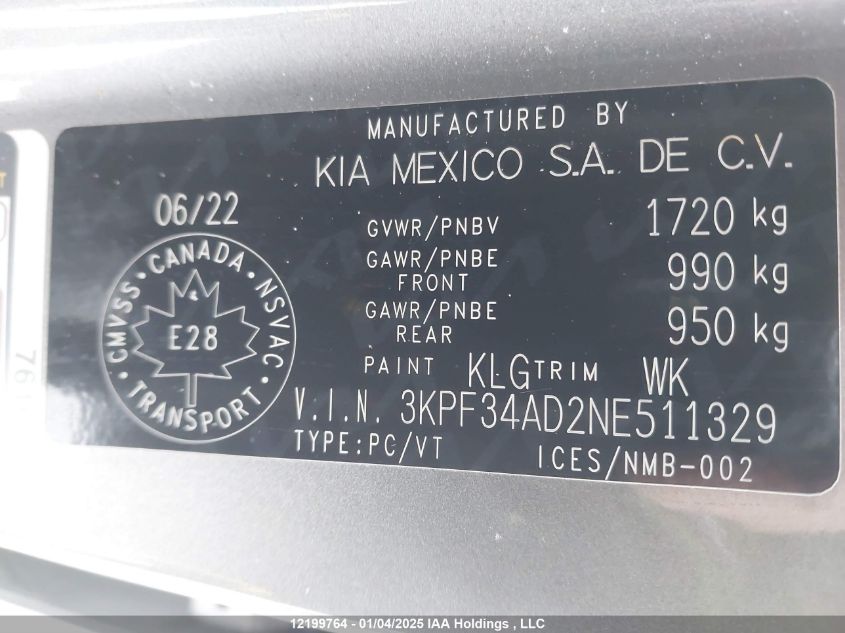 MANUFACTURED BY
KIA MEXICO S.A. DE C.V.
06/22
GVWR/PNBV 1720 kg
GAWR/PNBE FRONT 990 kg
GAWR/PNBE REAR 950 kg
PAINT KLG TRIM WK
V.I.N. 3KPF34AD2NE511329
TYPE:PC/VT ICES/NMB-002
CMVSS • CANADA • NSVAC • TRANSPORT •
E28
12199764 - 01/04/2025 IAA Holdings , LLC